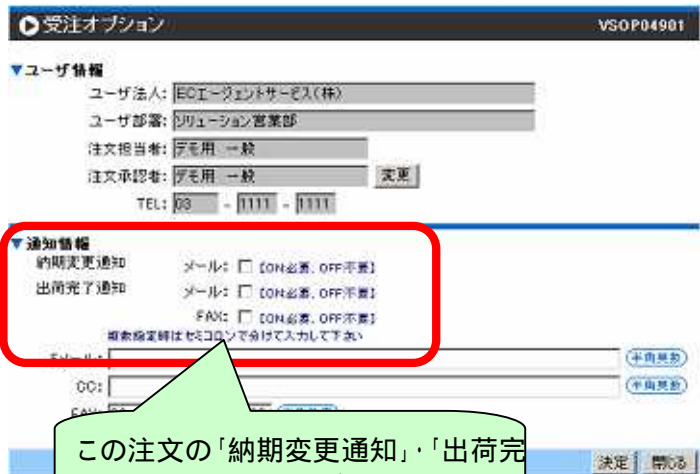 受注オプション VSOP04901
▼ユーザ情報
ユーザ法人: ECエージェントサービス(株)
ユーザ部署: ソリューション営業部
注文担当者: デモ用 一般
注文承認者: デモ用 一般 変更
TEL: 03 - 1111 - 1111
▼通知情報
納期変更通知 メール: 【ON必要、OFF不要】
出荷完了通知 メール: 【ON必要、OFF不要】
FAX: 【ON必要、OFF不要】
複数指定時はセミコロンで分けて入力して下さい
(半角英数)
CC: (半角英数)
この注文の「納期変更通知」・「出荷完
決定 閉じる